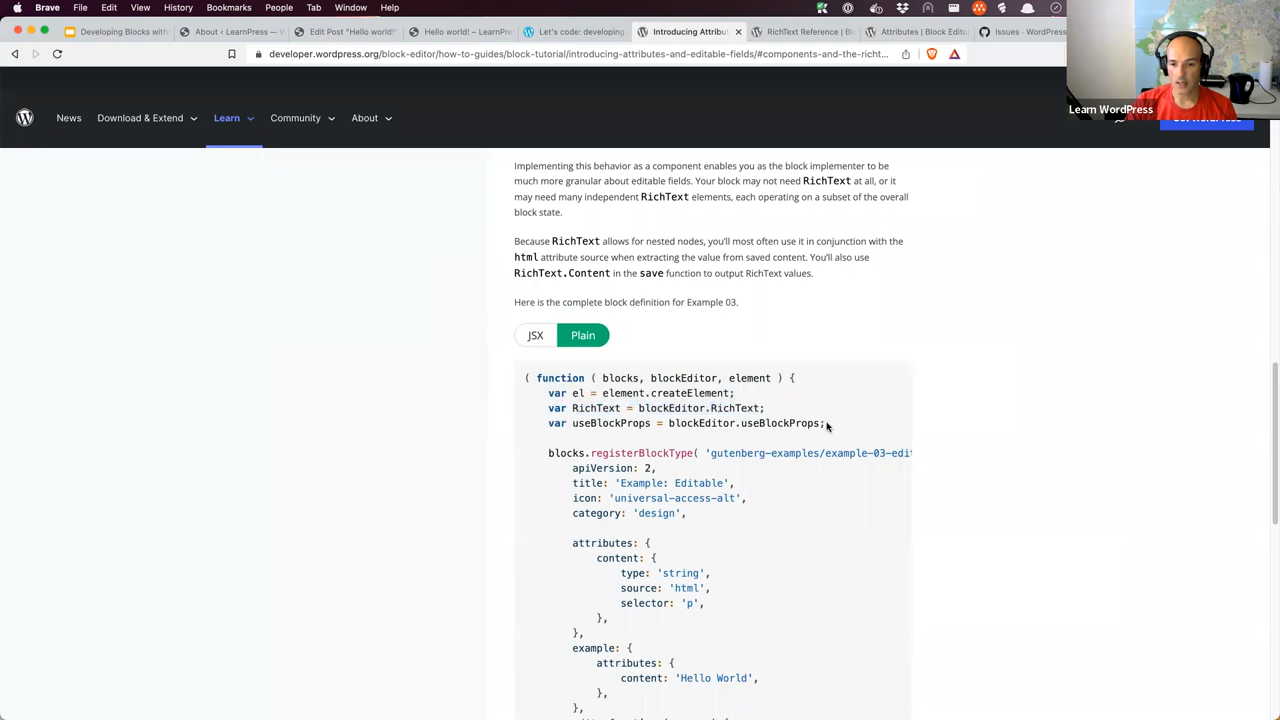 Brave File Edit View History Bookmarks People Tab Window Help
Developing Blocks with
About ‹ LearnPress — W
Edit Post "Hello world!"
Hello world! – LearnPre
Let's code: developing
Introducing Attribu
RichText Reference | Bl
Attributes | Block Edito
Issues · WordPress
developer.wordpress.org/block-editor/how-to-guides/block-tutorial/introducing-attributes-and-editable-fields/#components-and-the-richt...
Learn WordPress
News Download & Extend Learn Community About
Implementing this behavior as a component enables you as the block implementer to be
much more granular about editable fields. Your block may not need RichText at all, or it
may need many independent RichText elements, each operating on a subset of the overall
block state.
Because RichText allows for nested nodes, you'll most often use it in conjunction with the
html attribute source when extracting the value from saved content. You'll also use
RichText.Content in the save function to output RichText values.
Here is the complete block definition for Example 03.
JSX Plain
( function ( blocks, blockEditor, element ) {
var el = element.createElement;
var RichText = blockEditor.RichText;
var useBlockProps = blockEditor.useBlockProps;
blocks.registerBlockType( 'gutenberg-examples/example-03-edit
apiVersion: 2,
title: 'Example: Editable',
icon: 'universal-access-alt',
category: 'design',
attributes: {
content: {
type: 'string',
source: 'html',
selector: 'p',
},
},
example: {
attributes: {
content: 'Hello World',
},
},